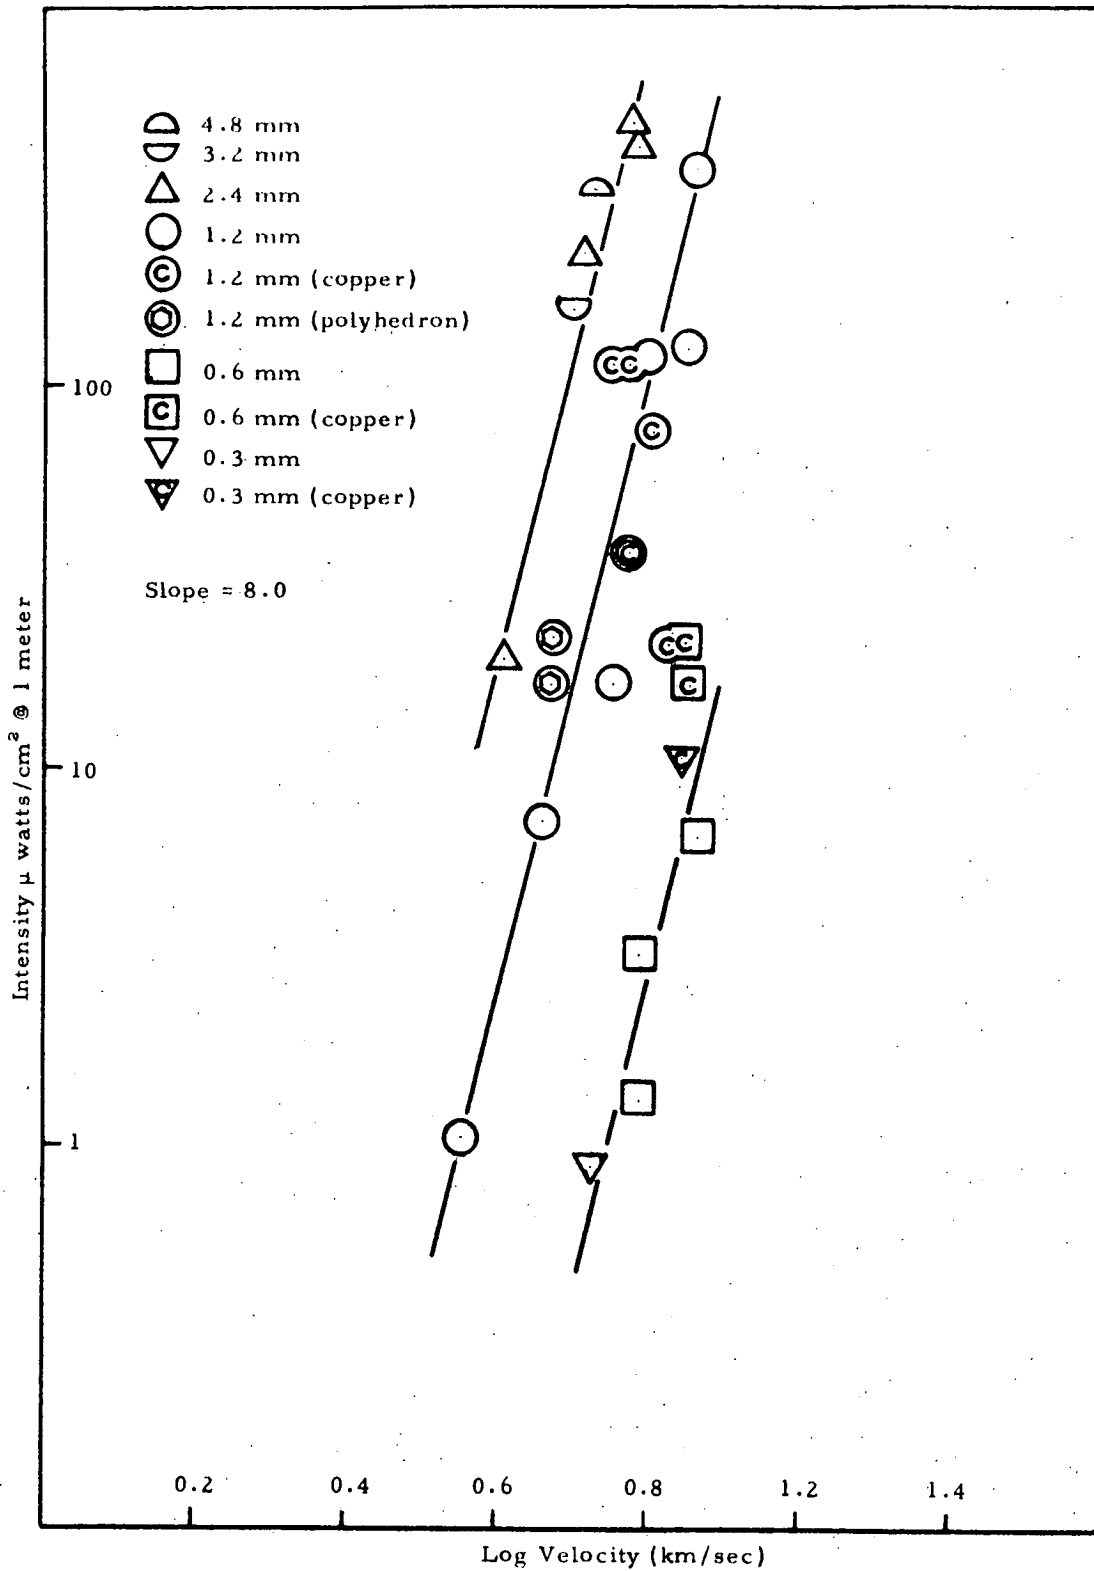 4.8 mm
3.2 mm
2.4 mm
1.2 mm
C 1.2 mm (copper)
1.2 mm (polyhedron)
0.6 mm
C 0.6 mm (copper)
0.3 mm
C 0.3 mm (copper)
Slope = 8.0
100
10
1
Intensity μ watts/cm² @ 1 meter
C C
C
C C
C
C
0.2 0.4 0.6 0.8 1.2 1.4
Log Velocity (km/sec)